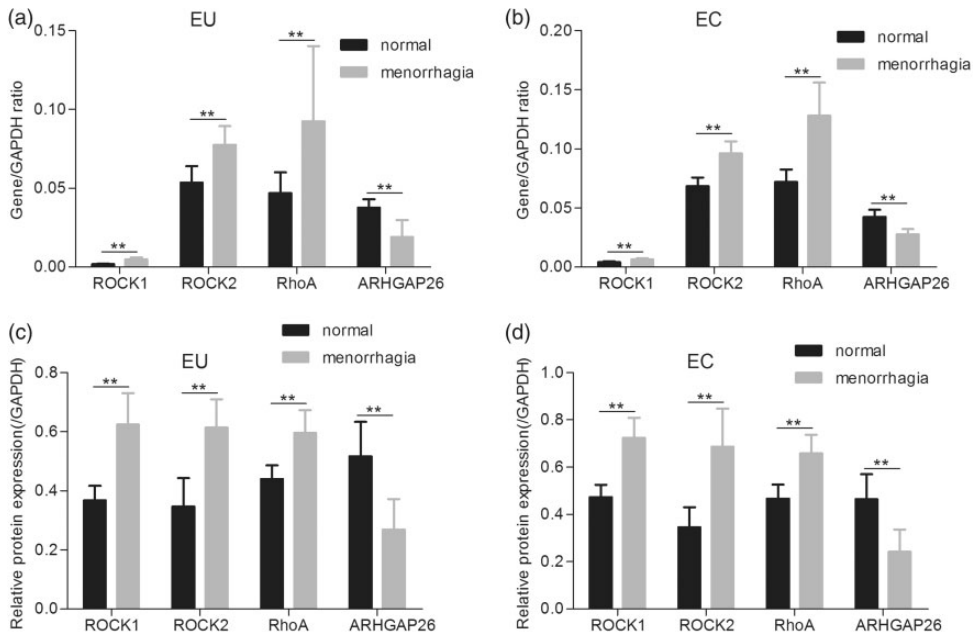 (a)
EU
Gene/GAPDH ratio
0.15
0.10
0.05
0.00
normal
menorrhagia
**
**
**
**
ROCK1 ROCK2 RhoA ARHGAP26
(b)
EC
Gene/GAPDH ratio
0.20
0.15
0.10
0.05
0.00
normal
menorrhagia
**
**
**
**
ROCK1 ROCK2 RhoA ARHGAP26
(c)
normal
menorrhagia
EU
Relative protein expression(/GAPDH)
0.8
0.6
0.4
0.2
0.0
**
**
**
**
ROCK1 ROCK2 RhoA ARHGAP26
(d)
EC
normal
menorrhagia
Relative protein expression(/GAPDH)
1.0
0.8
0.6
0.4
0.2
0.0
**
**
**
**
ROCK1 ROCK2 RhoA ARHGAP26